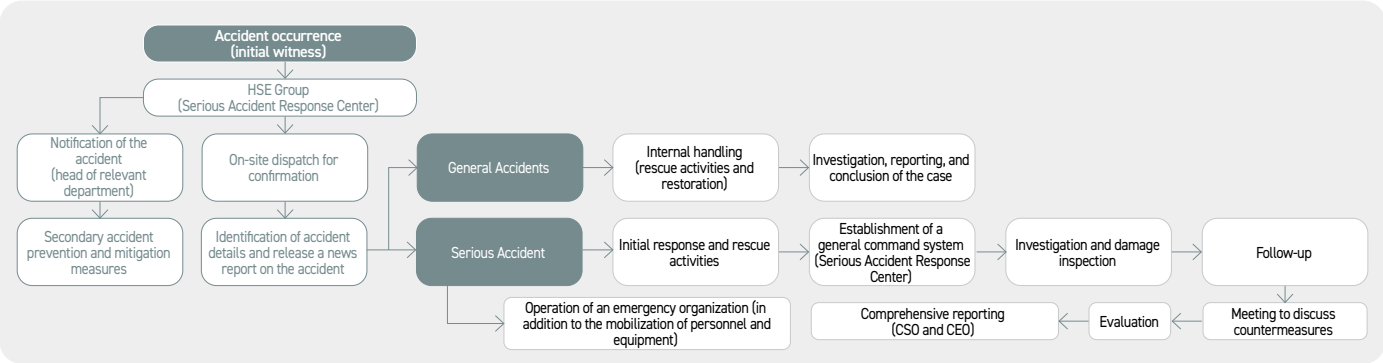 Accident occurrence
(initial witness)
HSE Group
(Serious Accident Response Center)
Notification of the
accident
(head of relevant
department)
On-site dispatch for
confirmation
General Accidents
Internal handling
(rescue activities and
restoration)
Investigation, reporting, and
conclusion of the case
Secondary accident
prevention and mitigation
measures
Identification of accident
details and release a news
report on the accident
Serious Accident
Initial response and rescue
activities
Establishment of a
general command system
(Serious Accident Response
Center)
Investigation and damage
inspection
Follow-up
Operation of an emergency organization (in
addition to the mobilization of personnel and
equipment)
Comprehensive reporting
(CSO and CEO)
Evaluation
Meeting to discuss
countermeasures